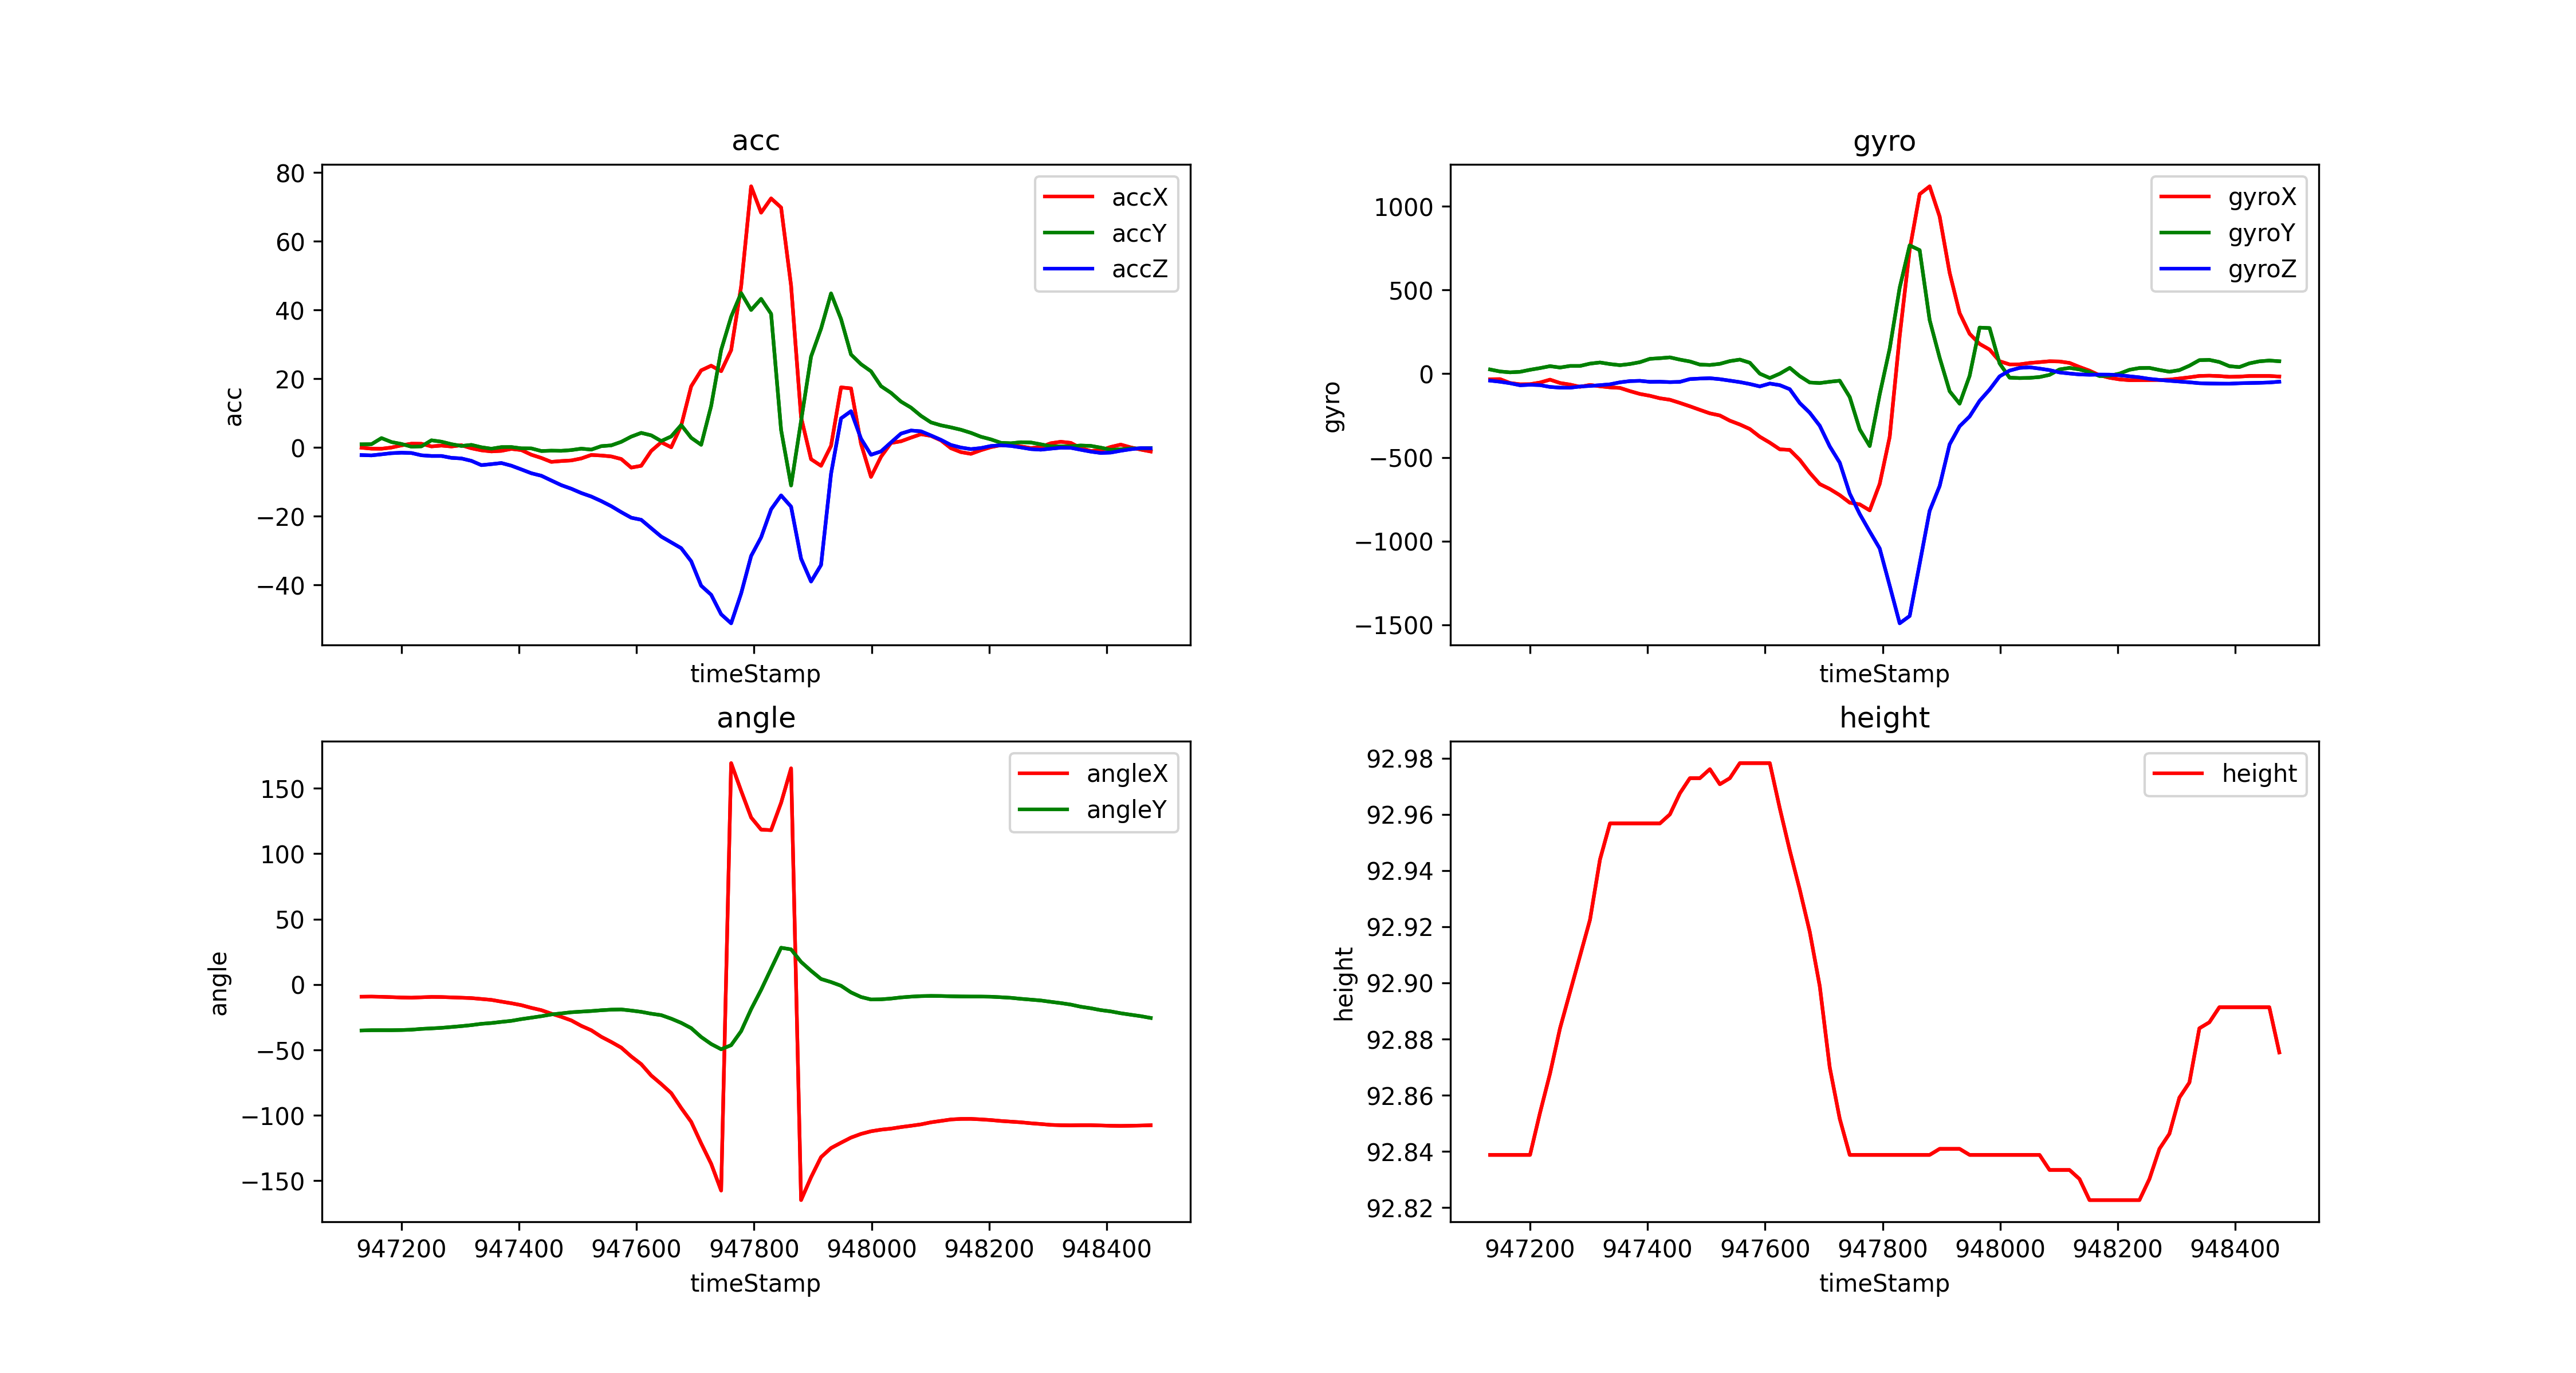 acc
80
60
40
20
0
−20
−40
acc
timeStamp
accX
accY
accZ
gyro
1000
500
0
−500
−1000
−1500
gyro
timeStamp
gyroX
gyroY
gyroZ
angle
150
100
50
0
−50
−100
−150
angle
947200 947400 947600 947800 948000 948200 948400
timeStamp
angleX
angleY
height
92.98
92.96
92.94
92.92
92.90
92.88
92.86
92.84
92.82
height
947200 947400 947600 947800 948000 948200 948400
timeStamp
height